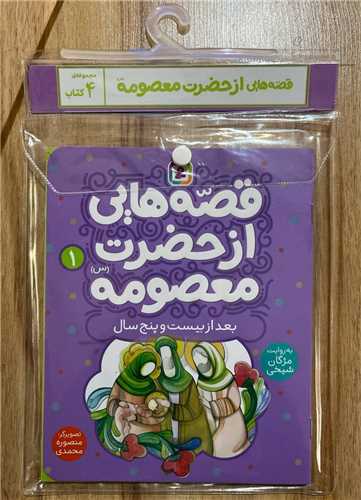 قصه‌هایی از حضرت معصومه (س)
مجموعه‌ی
۴ کتاب
قصّه‌هایی
از حضرت
معصومه (س)
۱
بعد از بیست و پنج سال
به روایت:
مژگان
شیخی
تصویرگر:
منصوره
محمدی